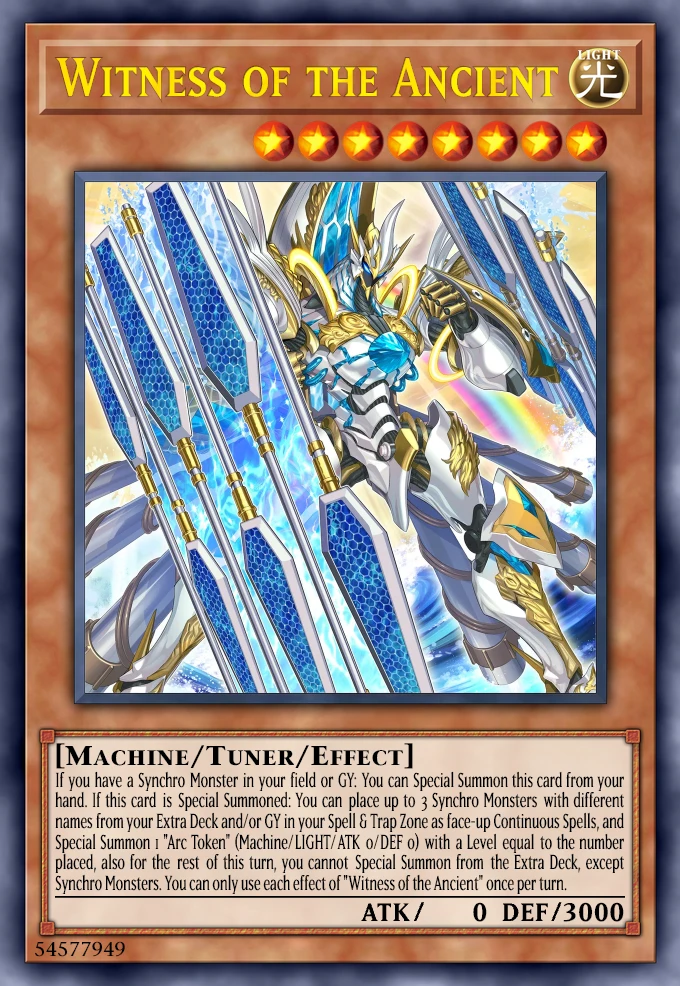 WITNESS OF THE ANCIENT
LIGHT
光
[MACHINE/TUNER/EFFECT]
If you have a Synchro Monster in your field or GY: You can Special Summon this card from your
hand. If this card is Special Summoned: You can place up to 3 Synchro Monsters with different
names from your Extra Deck and/or GY in your Spell & Trap Zone as face-up Continuous Spells, and
Special Summon 1 "Arc Token" (Machine/LIGHT/ATK 0/DEF 0) with a Level equal to the number
placed, also for the rest of this turn, you cannot Special Summon from the Extra Deck, except
Synchro Monsters. You can only use each effect of "Witness of the Ancient" once per turn.
ATK/ 0 DEF/3000
54577949